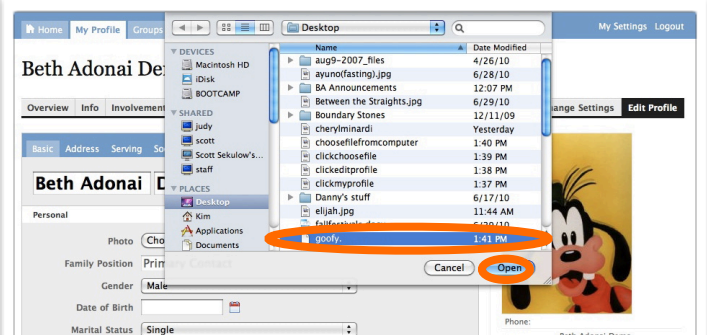 Home My Profile Groups
My Settings Logout
Desktop
Beth Adonai De
Overview Info Involvement
ange Settings Edit Profile
Basic Address Serving So
Beth Adonai D
Personal
Photo Cho
Family Position Primary Contact
Gender Male
Date of Birth
Marital Status Single
DEVICES
Macintosh HD
iDisk
BOOTCAMP
SHARED
judy
scott
Scott Sekulow's...
staff
PLACES
Desktop
Kim
Applications
Documents
Name Date Modified
aug9-2007_files 4/26/10
ayuno(fasting).jpg 6/28/10
BA Announcements 12:07 PM
Between the Straights.jpg 6/29/10
Boundary Stones 12/11/09
cherylminardi Yesterday
choosefilefromcomputer 1:40 PM
clickchoosefile 1:39 PM
clickeditprofile 1:38 PM
clickmyprofile 1:37 PM
Danny's stuff 6/17/10
elijah.jpg 11:44 AM
goofy. 1:41 PM
Cancel Open
Phone: